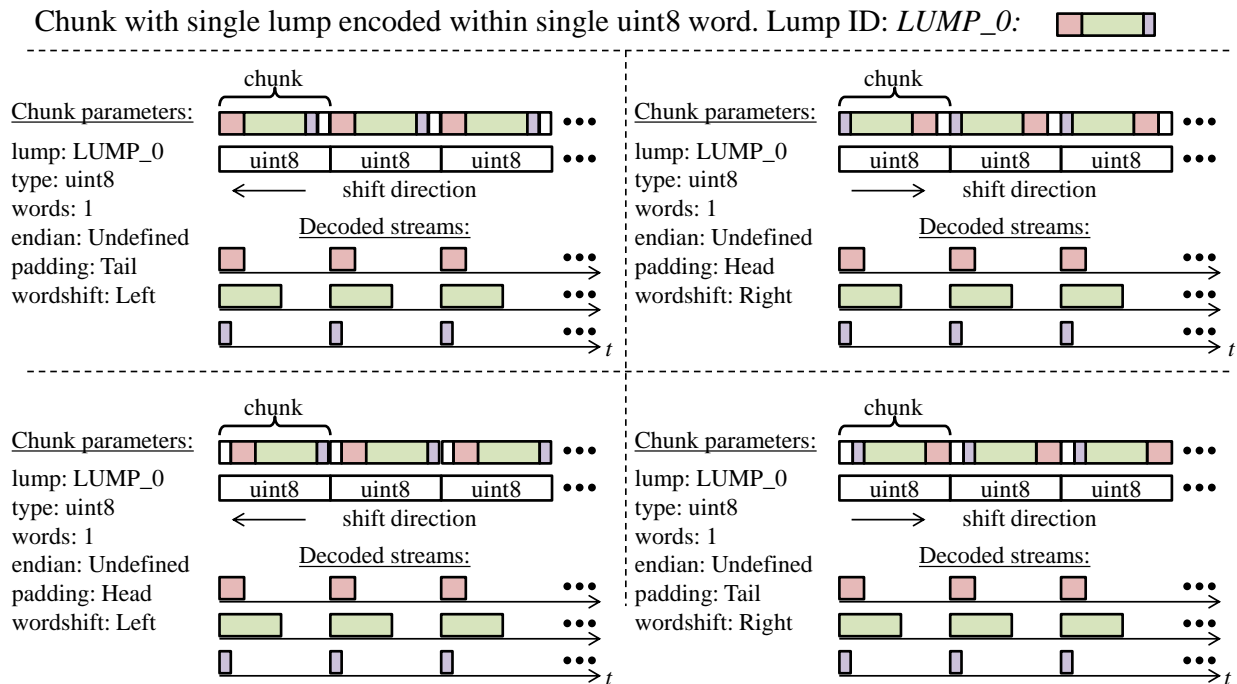 Chunk with single lump encoded within single uint8 word. Lump ID: LUMP_0:
chunk
Chunk parameters:
lump: LUMP_0
type: uint8
words: 1
endian: Undefined
padding: Tail
wordshift: Left
uint8 uint8 uint8
shift direction
Decoded streams:
t
chunk
Chunk parameters:
lump: LUMP_0
type: uint8
words: 1
endian: Undefined
padding: Head
wordshift: Right
uint8 uint8 uint8
shift direction
Decoded streams:
t
chunk
Chunk parameters:
lump: LUMP_0
type: uint8
words: 1
endian: Undefined
padding: Head
wordshift: Left
uint8 uint8 uint8
shift direction
Decoded streams:
t
chunk
Chunk parameters:
lump: LUMP_0
type: uint8
words: 1
endian: Undefined
padding: Tail
wordshift: Right
uint8 uint8 uint8
shift direction
Decoded streams:
t